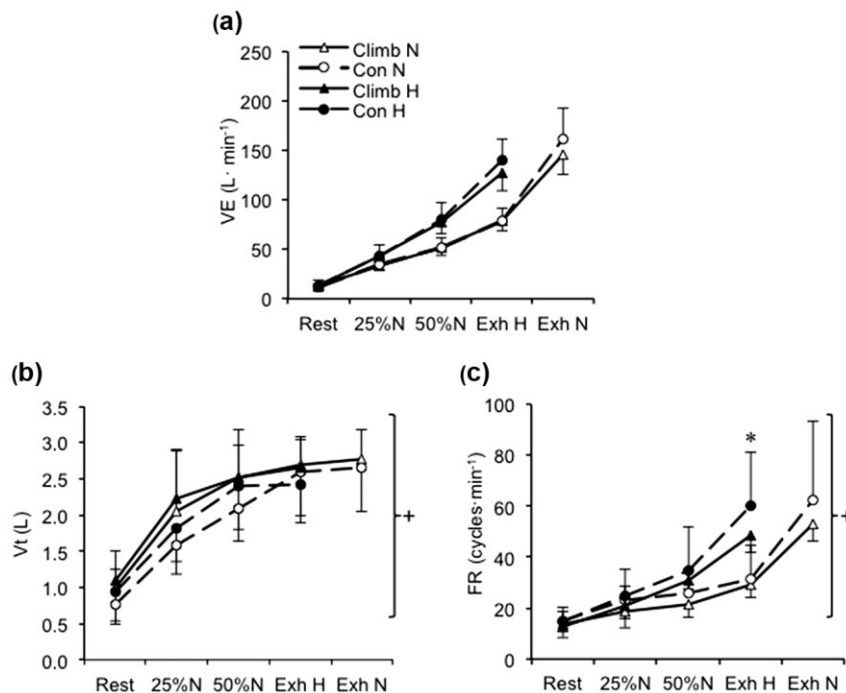 (a)
250
200
150
100
50
0
VE (L· min⁻¹)
Climb N
Con N
Climb H
Con H
Rest 25%N 50%N Exh H Exh N
(b)
3.5
3.0
2.5
2.0
1.5
1.0
0.5
0.0
Vt (L)
+
Rest 25%N 50%N Exh H Exh N
(c)
100
80
60
40
20
0
FR (cycles·min⁻¹)
*
+
Rest 25%N 50%N Exh H Exh N